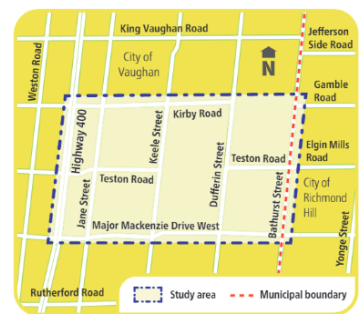 King Vaughan Road
Jefferson
Side Road
Weston Road
City of
Vaughan
N
Gamble
Road
Highway 400
Kirby Road
Keele Street
Dufferin Street
Elgin Mills
Road
Teston Road
Teston Road
Jane Street
Bathurst Street
City of
Richmond
Hill
Major Mackenzie Drive West
Yonge Street
Rutherford Road
Study area
Municipal boundary